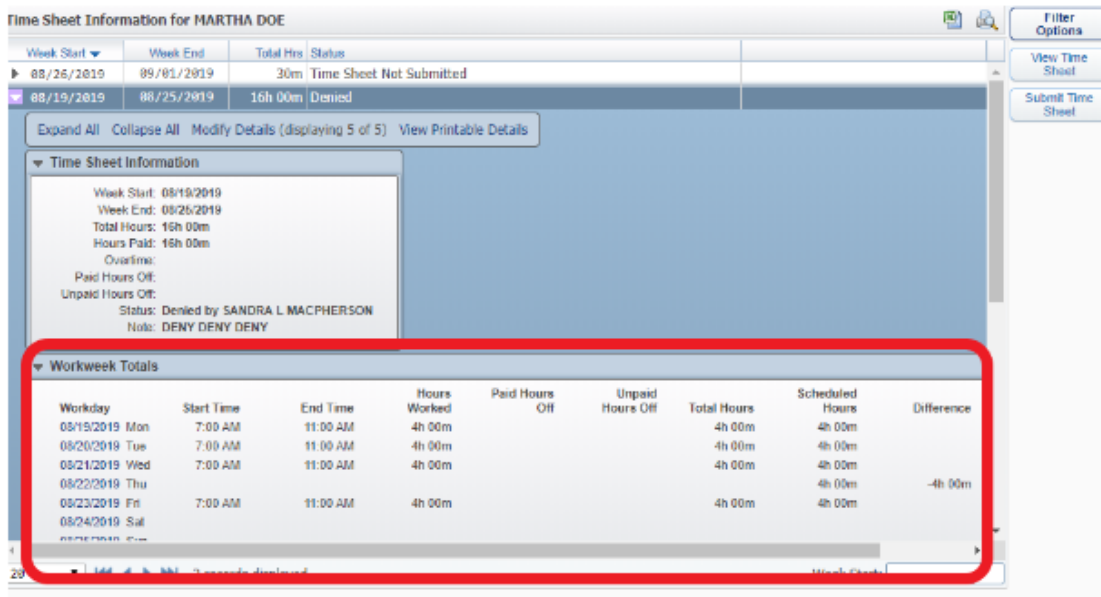 Time Sheet Information for MARTHA DOE
Filter Options
View Time Sheet
Submit Time Sheet
Week Start Week End Total Hrs Status
08/26/2019 09/01/2019 30m Time Sheet Not Submitted
08/19/2019 08/25/2019 16h 00m Denied
Expand All Collapse All Modify Details (displaying 5 of 5) View Printable Details
Time Sheet Information
Week Start: 08/19/2019
Week End: 08/25/2019
Total Hours: 16h 00m
Hours Paid: 16h 00m
Overtime:
Paid Hours Off:
Unpaid Hours Off:
Status: Denied by SANDRA L MACPHERSON
Note: DENY DENY DENY
Workweek Totals
Workday Start Time End Time Hours Worked Paid Hours Off Unpaid Hours Off Total Hours Scheduled Hours Difference
08/19/2019 Mon 7:00 AM 11:00 AM 4h 00m 4h 00m 4h 00m
08/20/2019 Tue 7:00 AM 11:00 AM 4h 00m 4h 00m 4h 00m
08/21/2019 Wed 7:00 AM 11:00 AM 4h 00m 4h 00m 4h 00m
08/22/2019 Thu 4h 00m -4h 00m
08/23/2019 Fri 7:00 AM 11:00 AM 4h 00m 4h 00m 4h 00m
08/24/2019 Sat
08/25/2019 Sun
20 records displayed Week Start: